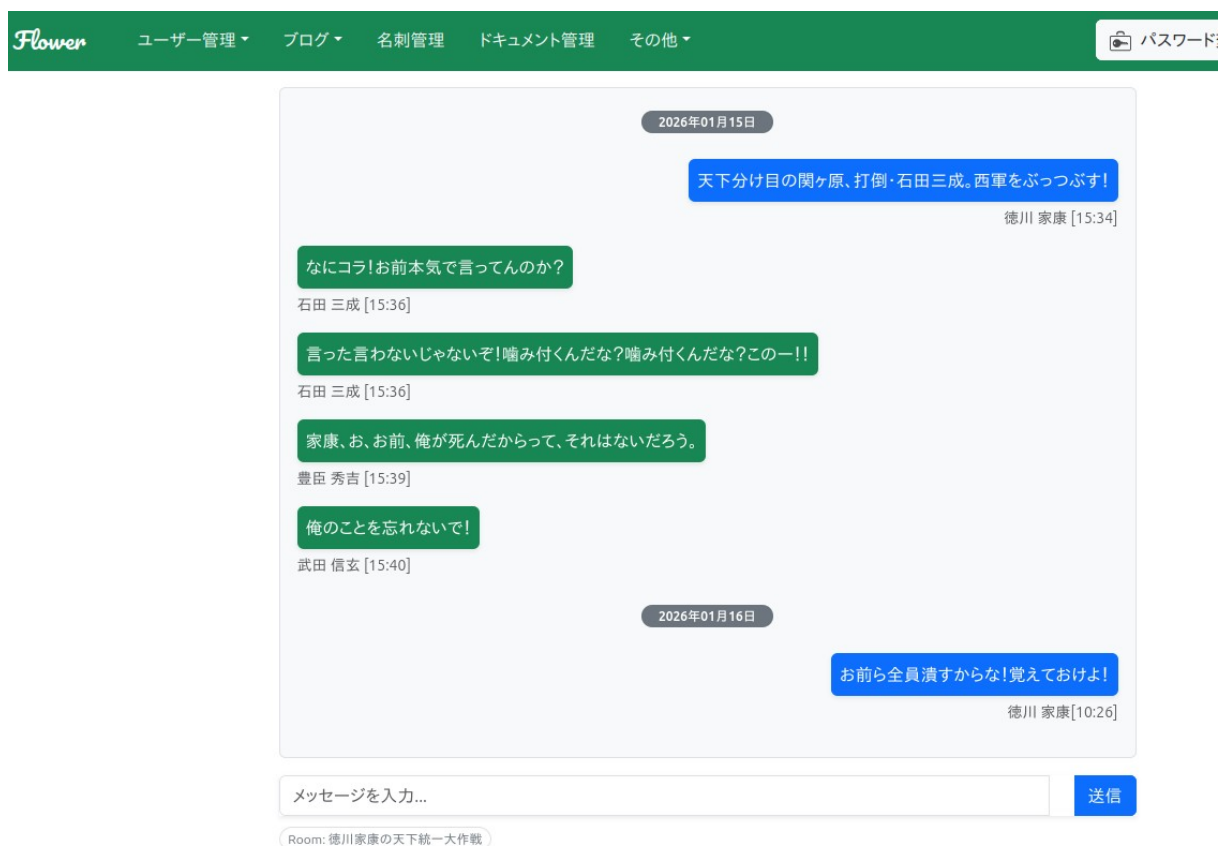 Flower ユーザー管理 ブログ 名刺管理 ドキュメント管理 その他 パスワード
2026年01月15日
天下分け目の関ヶ原、打倒・石田三成。西軍をぶっつぶす!
徳川 家康 [15:34]
なにコラ!お前本気で言ってんのか?
石田 三成 [15:36]
言った言わないじゃないぞ!噛み付くんだな?噛み付くんだな?このー!!
石田 三成 [15:36]
家康、お、お前、俺が死んだからって、それはないだろう。
豊臣 秀吉 [15:39]
俺のことを忘れないで!
武田 信玄 [15:40]
2026年01月16日
お前ら全員潰すからな!覚えておけよ!
徳川 家康[10:26]
メッセージを入力... 送信
Room: 徳川家康の天下統一大作戦